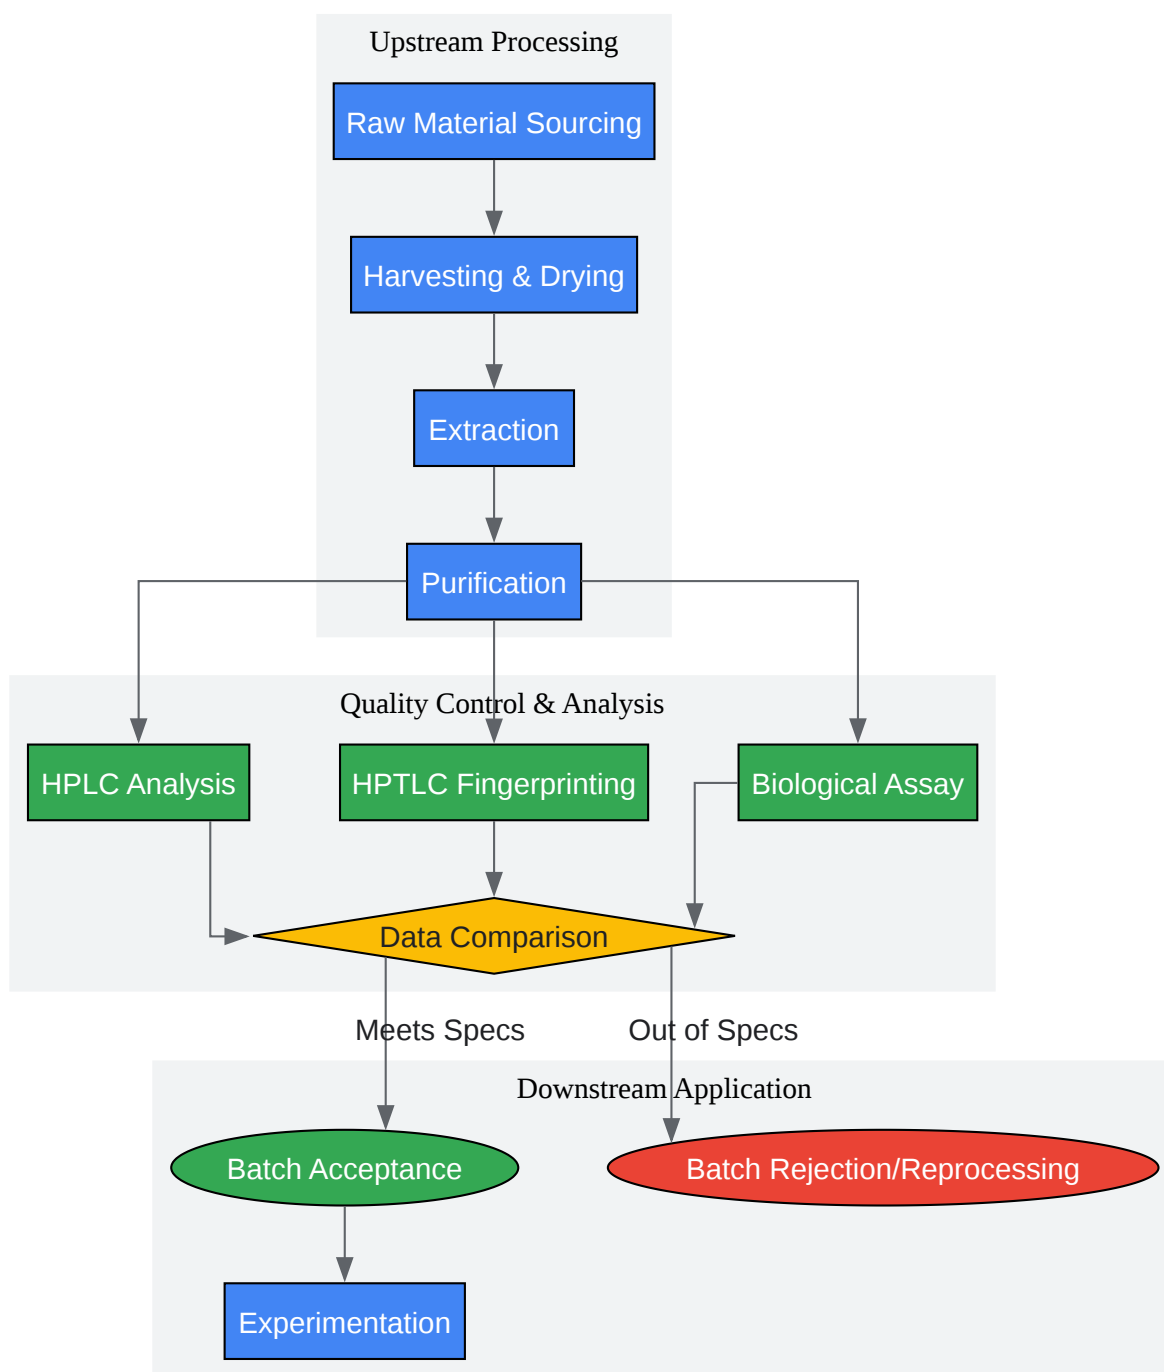 Upstream Processing
Raw Material Sourcing
Harvesting & Drying
Extraction
Purification
Quality Control & Analysis
HPLC Analysis
HPTLC Fingerprinting
Biological Assay
Data Comparison
Meets Specs
Out of Specs
Downstream Application
Batch Acceptance
Batch Rejection/Reprocessing
Experimentation